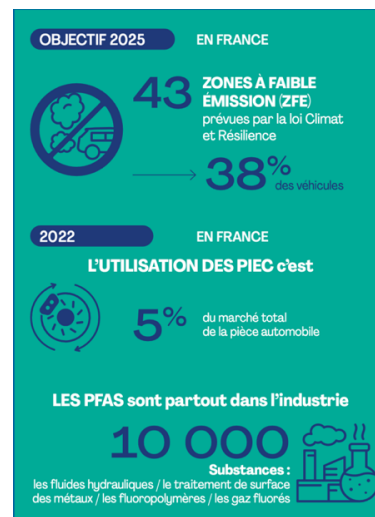 OBJECTIF 2025
EN FRANCE
43
ZONES À FAIBLE
ÉMISSION (ZFE)
prévues par la loi Climat
et Résilience
38%
des véhicules
2022
EN FRANCE
L'UTILISATION DES PIEC c'est
5%
du marché total
de la pièce automobile
LES PFAS sont partout dans l'industrie
10 000
Substances :
les fluides hydrauliques / le traitement de surface
des métaux / les fluoropolymères / les gaz fluorés